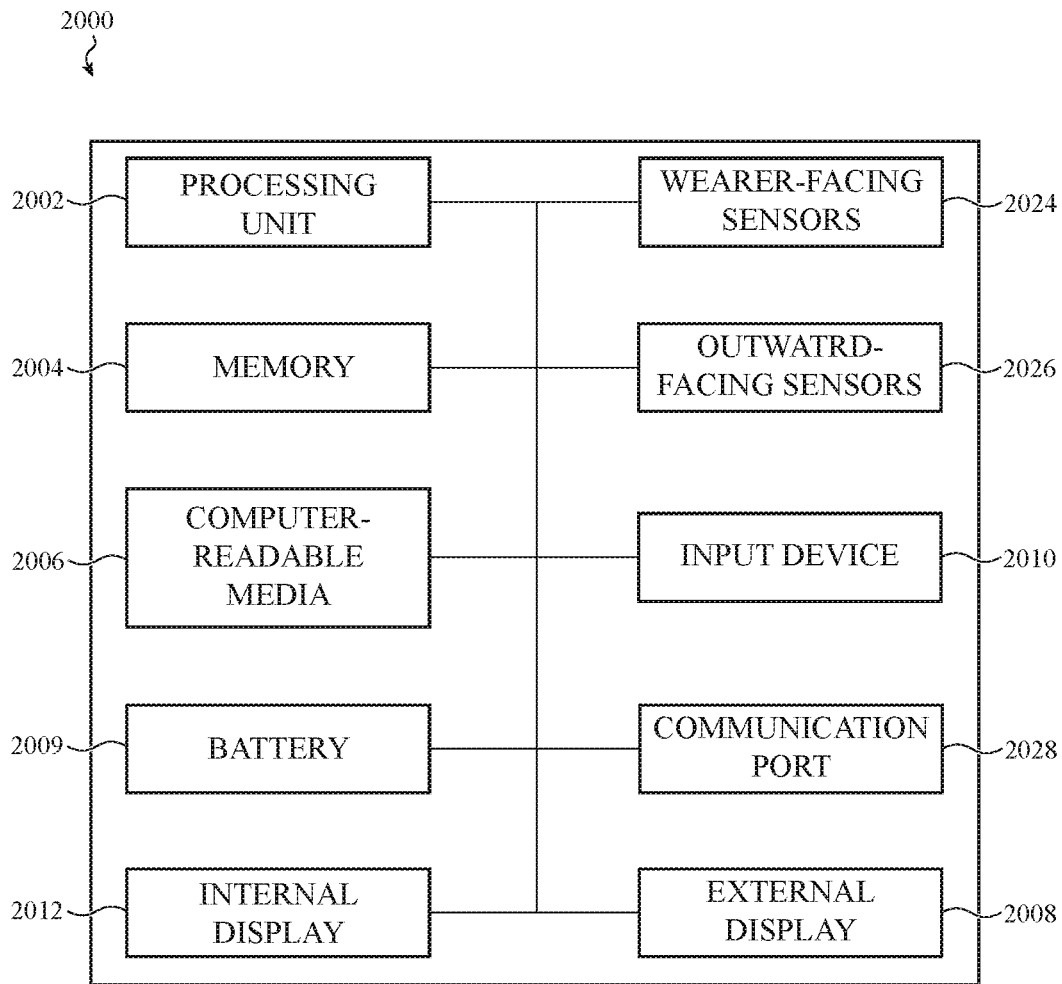 2000
2002
PROCESSING
UNIT
WEARER-FACING
SENSORS
2024
2004
MEMORY
OUTWATRD-
FACING SENSORS
2026
2006
COMPUTER-
READABLE
MEDIA
INPUT DEVICE
2010
2009
BATTERY
COMMUNICATION
PORT
2028
2012
INTERNAL
DISPLAY
EXTERNAL
DISPLAY
2008